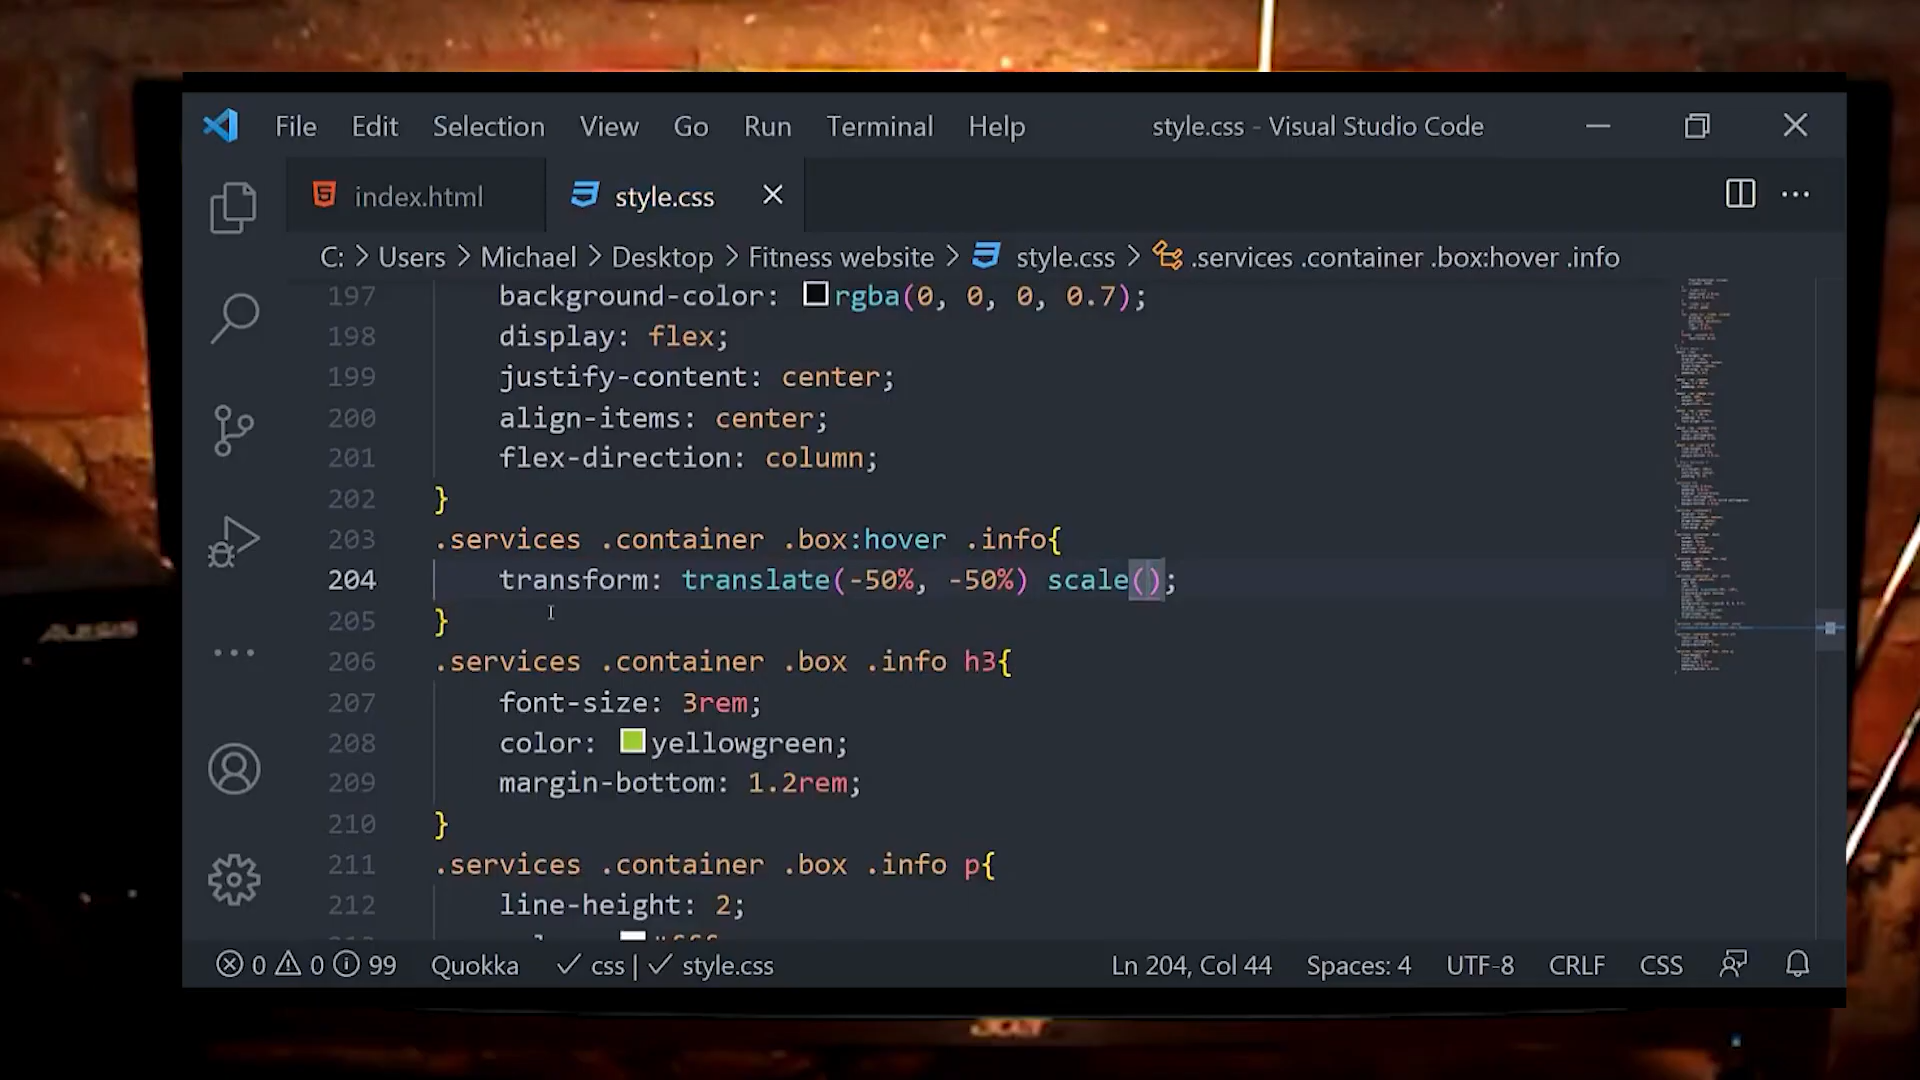 File Edit Selection View Go Run Terminal Help style.css - Visual Studio Code
index.html style.css
C: > Users > Michael > Desktop > Fitness website > style.css > .services .container .box:hover .info
197 background-color: rgba(0, 0, 0, 0.7);
198 display: flex;
199 justify-content: center;
200 align-items: center;
201 flex-direction: column;
202 }
203 .services .container .box:hover .info{
204 transform: translate(-50%, -50%) scale();
205 }
206 .services .container .box .info h3{
207 font-size: 3rem;
208 color: yellowgreen;
209 margin-bottom: 1.2rem;
210 }
211 .services .container .box .info p{
212 line-height: 2;
0 0 99 Quokka css | style.css Ln 204, Col 44 Spaces: 4 UTF-8 CRLF CSS
ALESIS
acer